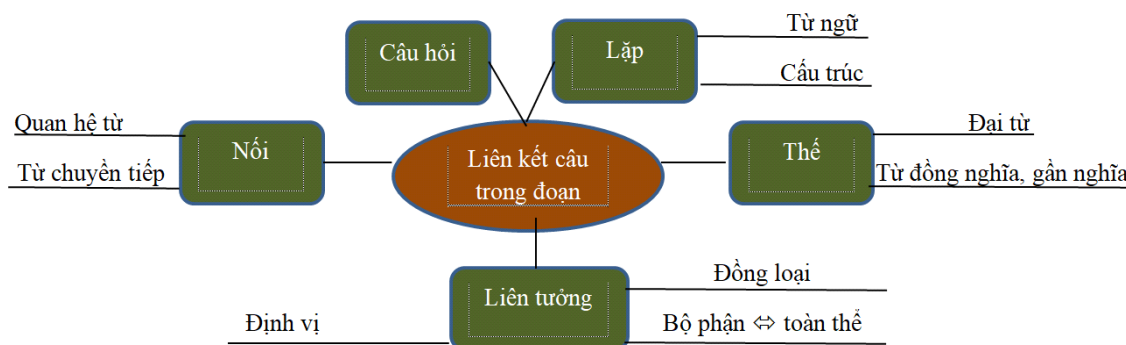 Câu hỏi
Lặp
Từ ngữ
Cấu trúc
Quan hệ từ
Từ chuyển tiếp
Nối
Liên kết câu
trong đoạn
Thế
Đại từ
Từ đồng nghĩa, gần nghĩa
Liên tưởng
Đồng loại
Bộ phận ⇔ toàn thể
Định vị